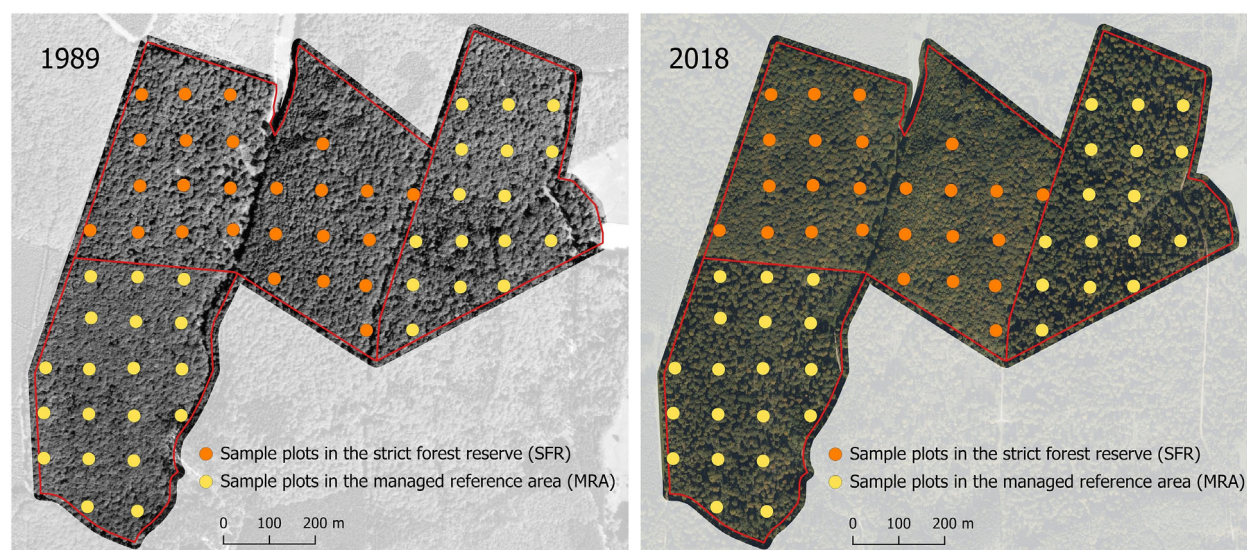 1989
Sample plots in the strict forest reserve (SFR)
Sample plots in the managed reference area (MRA)
0 100 200 m
2018
Sample plots in the strict forest reserve (SFR)
Sample plots in the managed reference area (MRA)
0 100 200 m